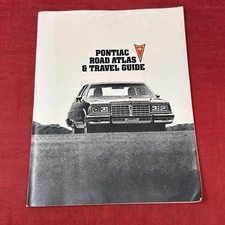 PONTIAC
ROAD ATLAS
& TRAVEL GUIDE